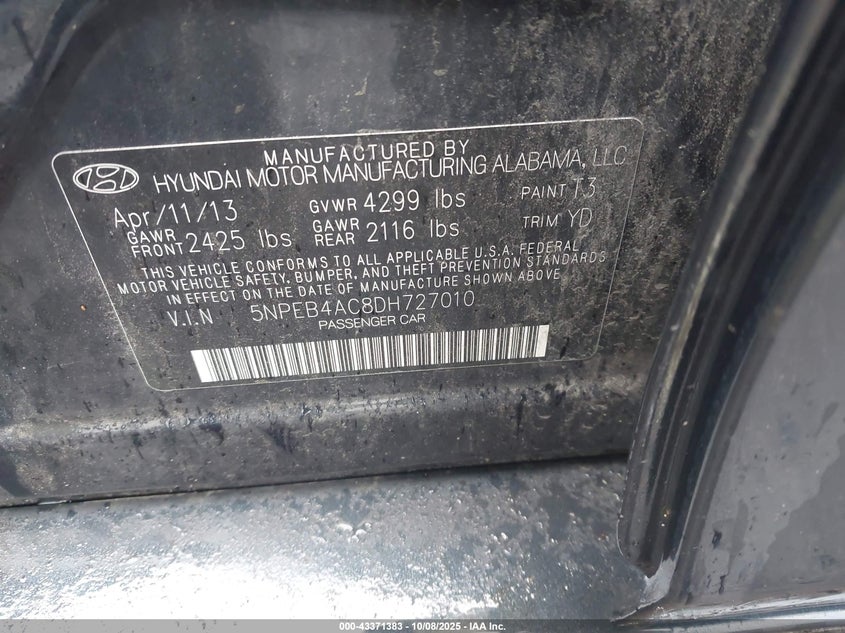 MANUFACTURED BY
HYUNDAI MOTOR MANUFACTURING ALABAMA, LLC
Apr/11/13 GVWR 4299 lbs PAINT T3
GAWR FRONT 2425 lbs GAWR REAR 2116 lbs TRIM YD
THIS VEHICLE CONFORMS TO ALL APPLICABLE U.S.A. FEDERAL
MOTOR VEHICLE SAFETY, BUMPER, AND THEFT PREVENTION STANDARDS
IN EFFECT ON THE DATE OF MANUFACTURE SHOWN ABOVE
V.I.N 5NPEB4AC8DH727010
PASSENGER CAR
000-43371383 - 10/08/2025 - IAA Inc.